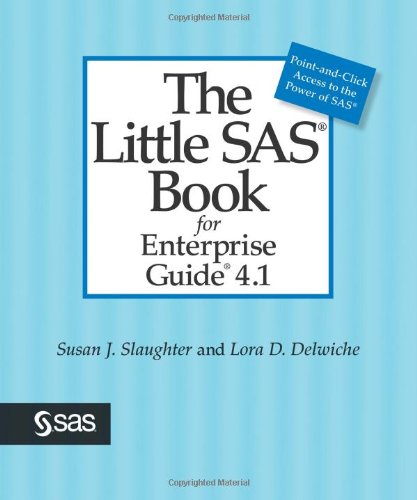 Copyrighted Material
Point-and-Click
Access to the
Power of SAS®
The
Little SAS®
Book
for
Enterprise
Guide® 4.1
Susan J. Slaughter and Lora D. Delwiche
sas
Copyrighted Material